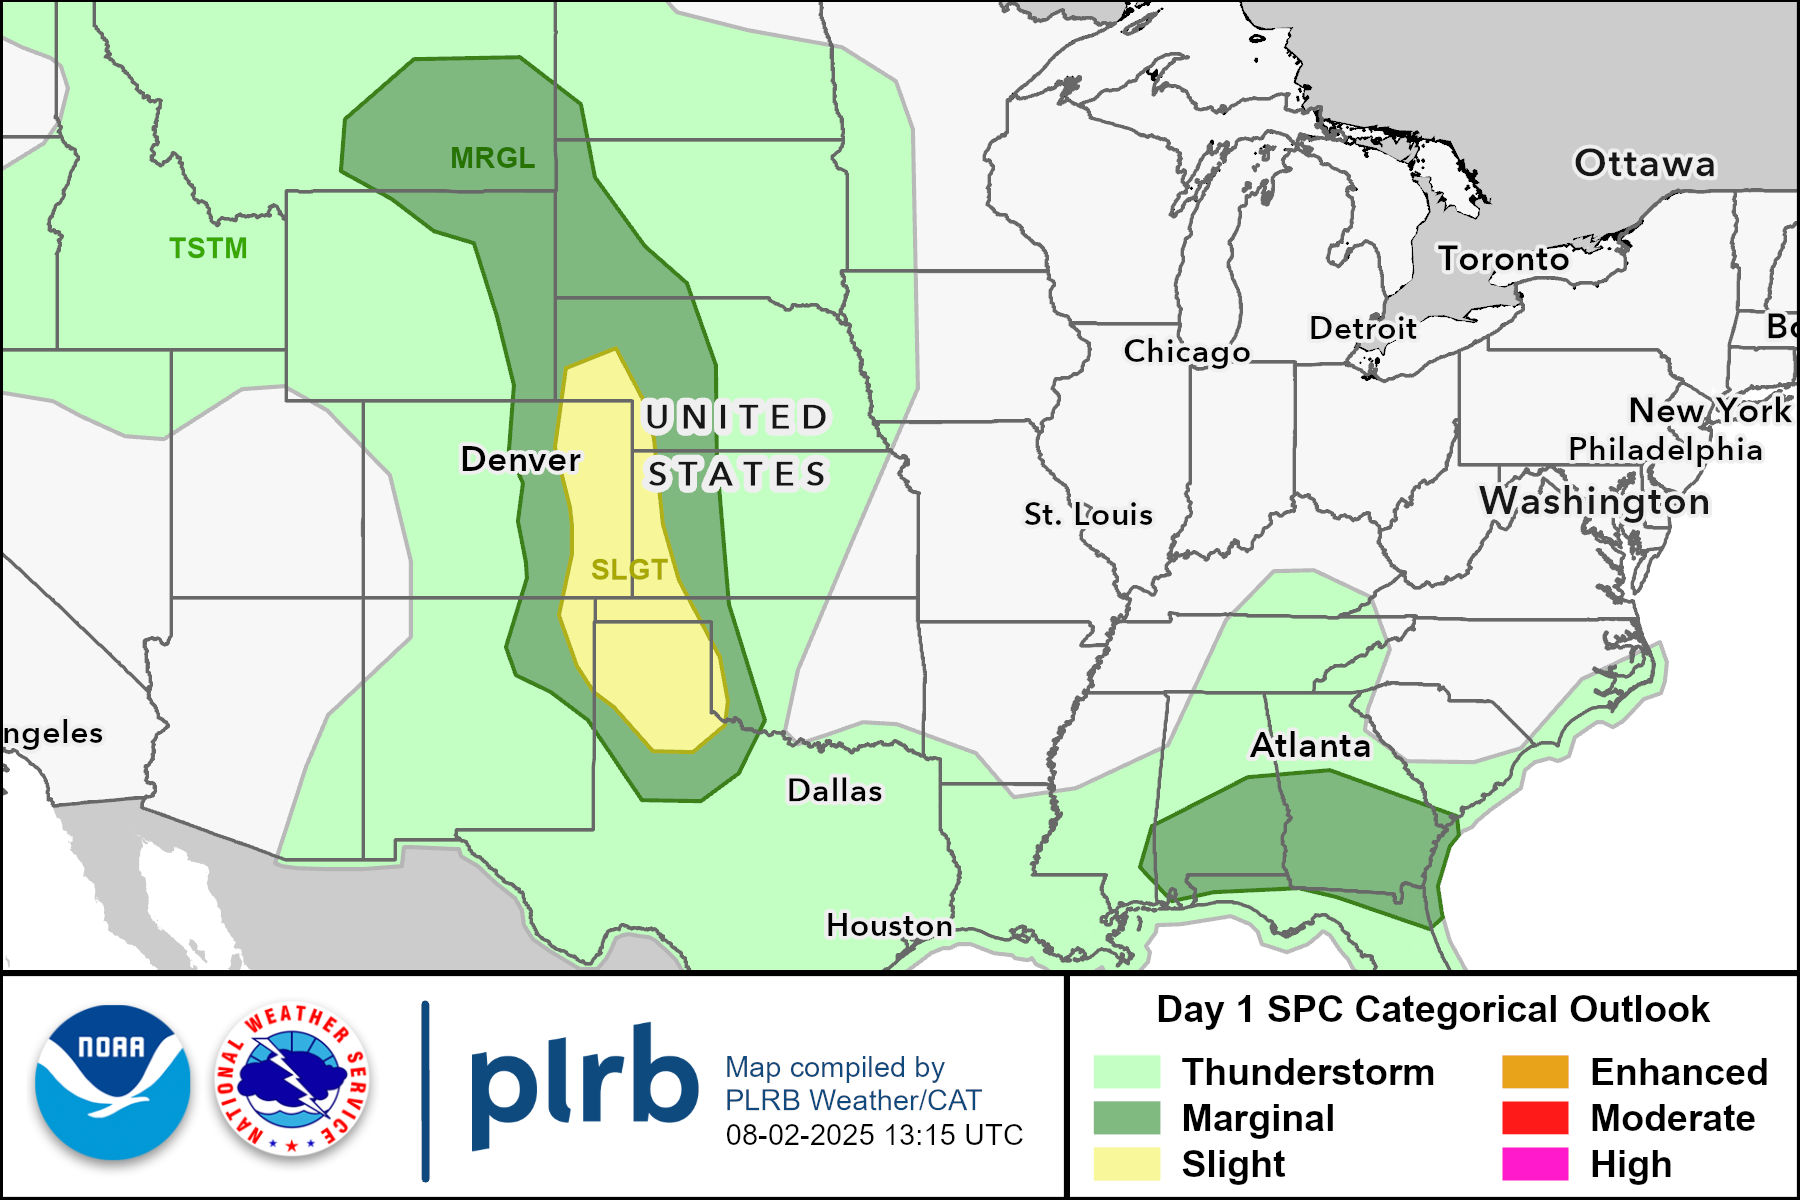 Ottawa
MRGL
TSTM
Toronto
Detroit
Bo
Chicago
UNITED
New York
Denver
Philadelphia
STATES
Washington
St. Louis
SLGT
ngeles
Atlanta
Dallas
Houston
NOAA
NATIONAL WEATHER SERVICE
plrb
Map compiled by
PLRB Weather/CAT
08-02-2025 13:15 UTC
Day 1 SPC Categorical Outlook
Thunderstorm
Enhanced
Marginal
Moderate
Slight
High